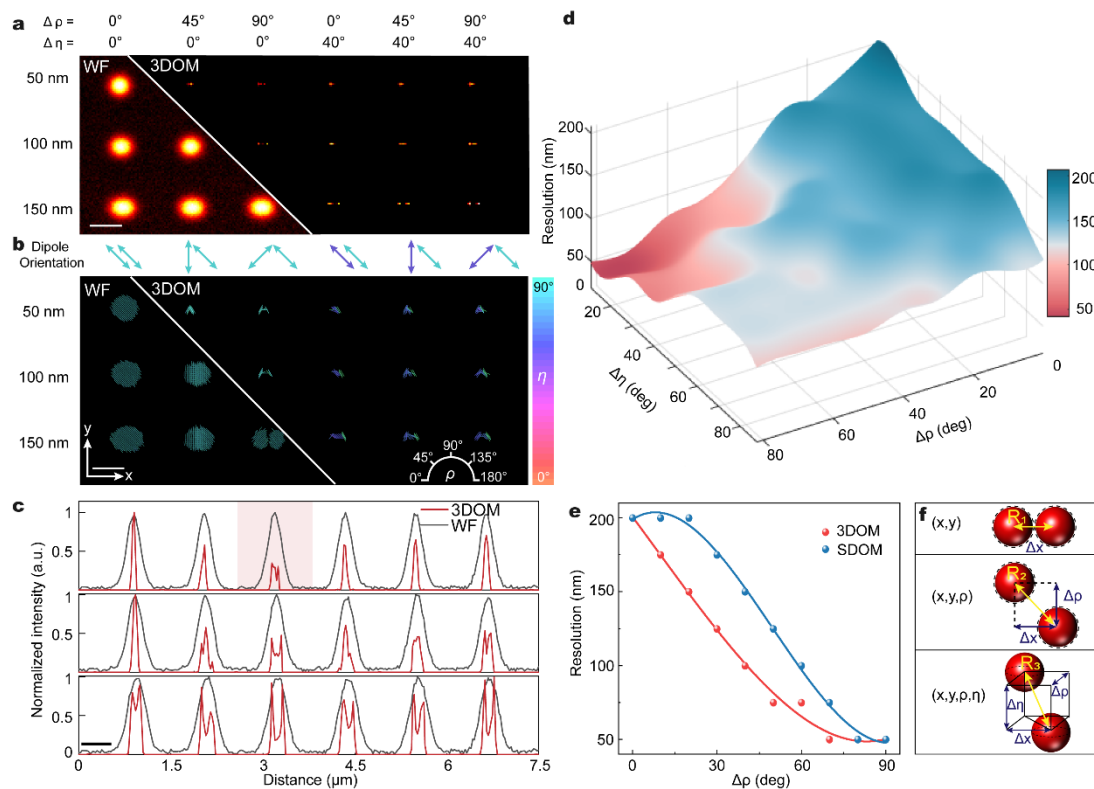 Δρ = 0° 45° 90° 0° 45° 90°
Δη = 0° 0° 0° 40° 40° 40°
a
WF 3DOM
50 nm
100 nm
150 nm
b
Dipole
Orientation
WF 3DOM
50 nm
100 nm
150 nm
y
x
90°
η
0°
0° 45° 90° 135° 180°
ρ
c
3DOM
WF
Normalized intensity (a.u.)
1
0.5
0
1
0.5
0
1
0.5
0
0 1.5 3 4.5 6 7.5
Distance (μm)
d
Resolution (nm)
200
150
100
50
0
20
40
60
80
Δη (deg)
80
60
40
20
0
Δρ (deg)
200
150
100
50
e
3DOM
SDOM
Resolution (nm)
200
150
100
50
0 30 60 90
Δρ (deg)
f
(x,y)
R1
Δx
(x,y,ρ)
R2
Δρ
Δx
(x,y,ρ,η)
R3
Δρ
Δη
Δx